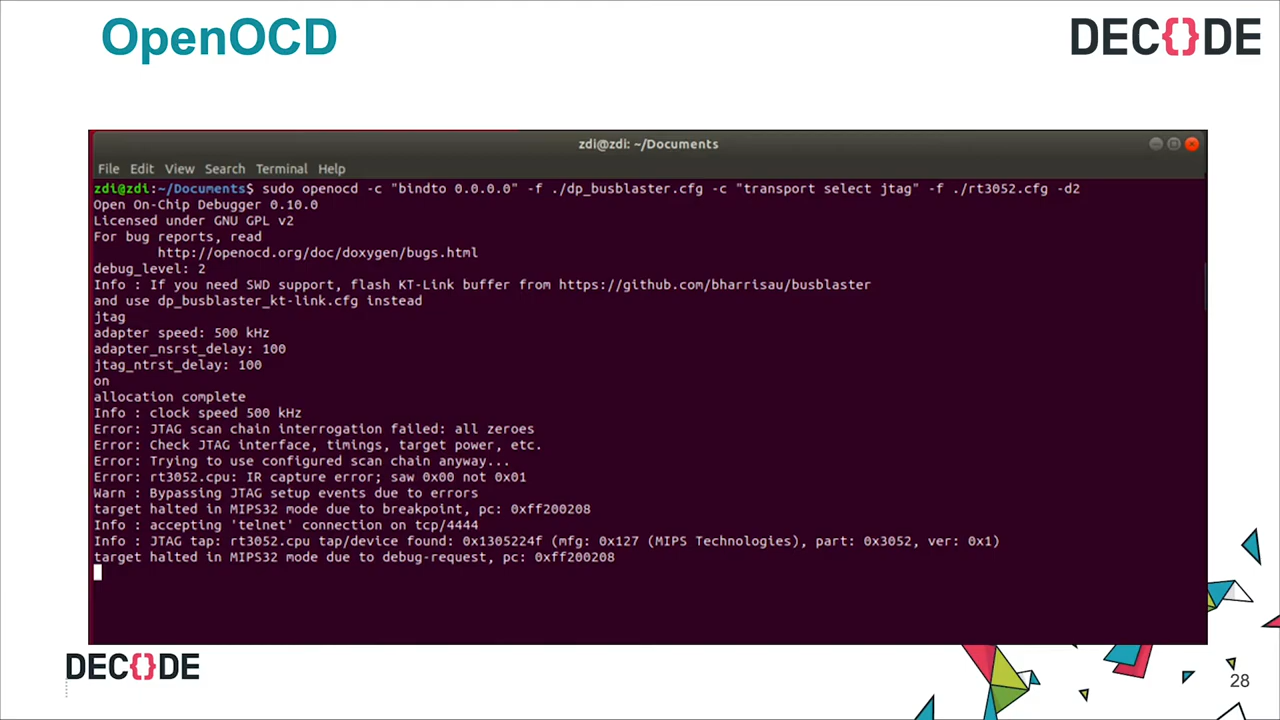 OpenOCD
DEC{}DE
zdi@zdi: ~/Documents
File Edit View Search Terminal Help
zdi@zdi:~/Documents$ sudo openocd -c "bindto 0.0.0.0" -f ./dp_busblaster.cfg -c "transport select jtag" -f ./rt3052.cfg -d2
Open On-Chip Debugger 0.10.0
Licensed under GNU GPL v2
For bug reports, read
        http://openocd.org/doc/doxygen/bugs.html
debug_level: 2
Info : If you need SWD support, flash KT-Link buffer from https://github.com/bharrisau/busblaster
and use dp_busblaster_kt-link.cfg instead
jtag
adapter speed: 500 kHz
adapter_nsrst_delay: 100
jtag_ntrst_delay: 100
on
allocation complete
Info : clock speed 500 kHz
Error: JTAG scan chain interrogation failed: all zeroes
Error: Check JTAG interface, timings, target power, etc.
Error: Trying to use configured scan chain anyway...
Error: rt3052.cpu: IR capture error; saw 0x00 not 0x01
Warn : Bypassing JTAG setup events due to errors
target halted in MIPS32 mode due to breakpoint, pc: 0xff200208
Info : accepting 'telnet' connection on tcp/4444
Info : JTAG tap: rt3052.cpu tap/device found: 0x1305224f (mfg: 0x127 (MIPS Technologies), part: 0x3052, ver: 0x1)
target halted in MIPS32 mode due to debug-request, pc: 0xff200208
DEC{}DE
28